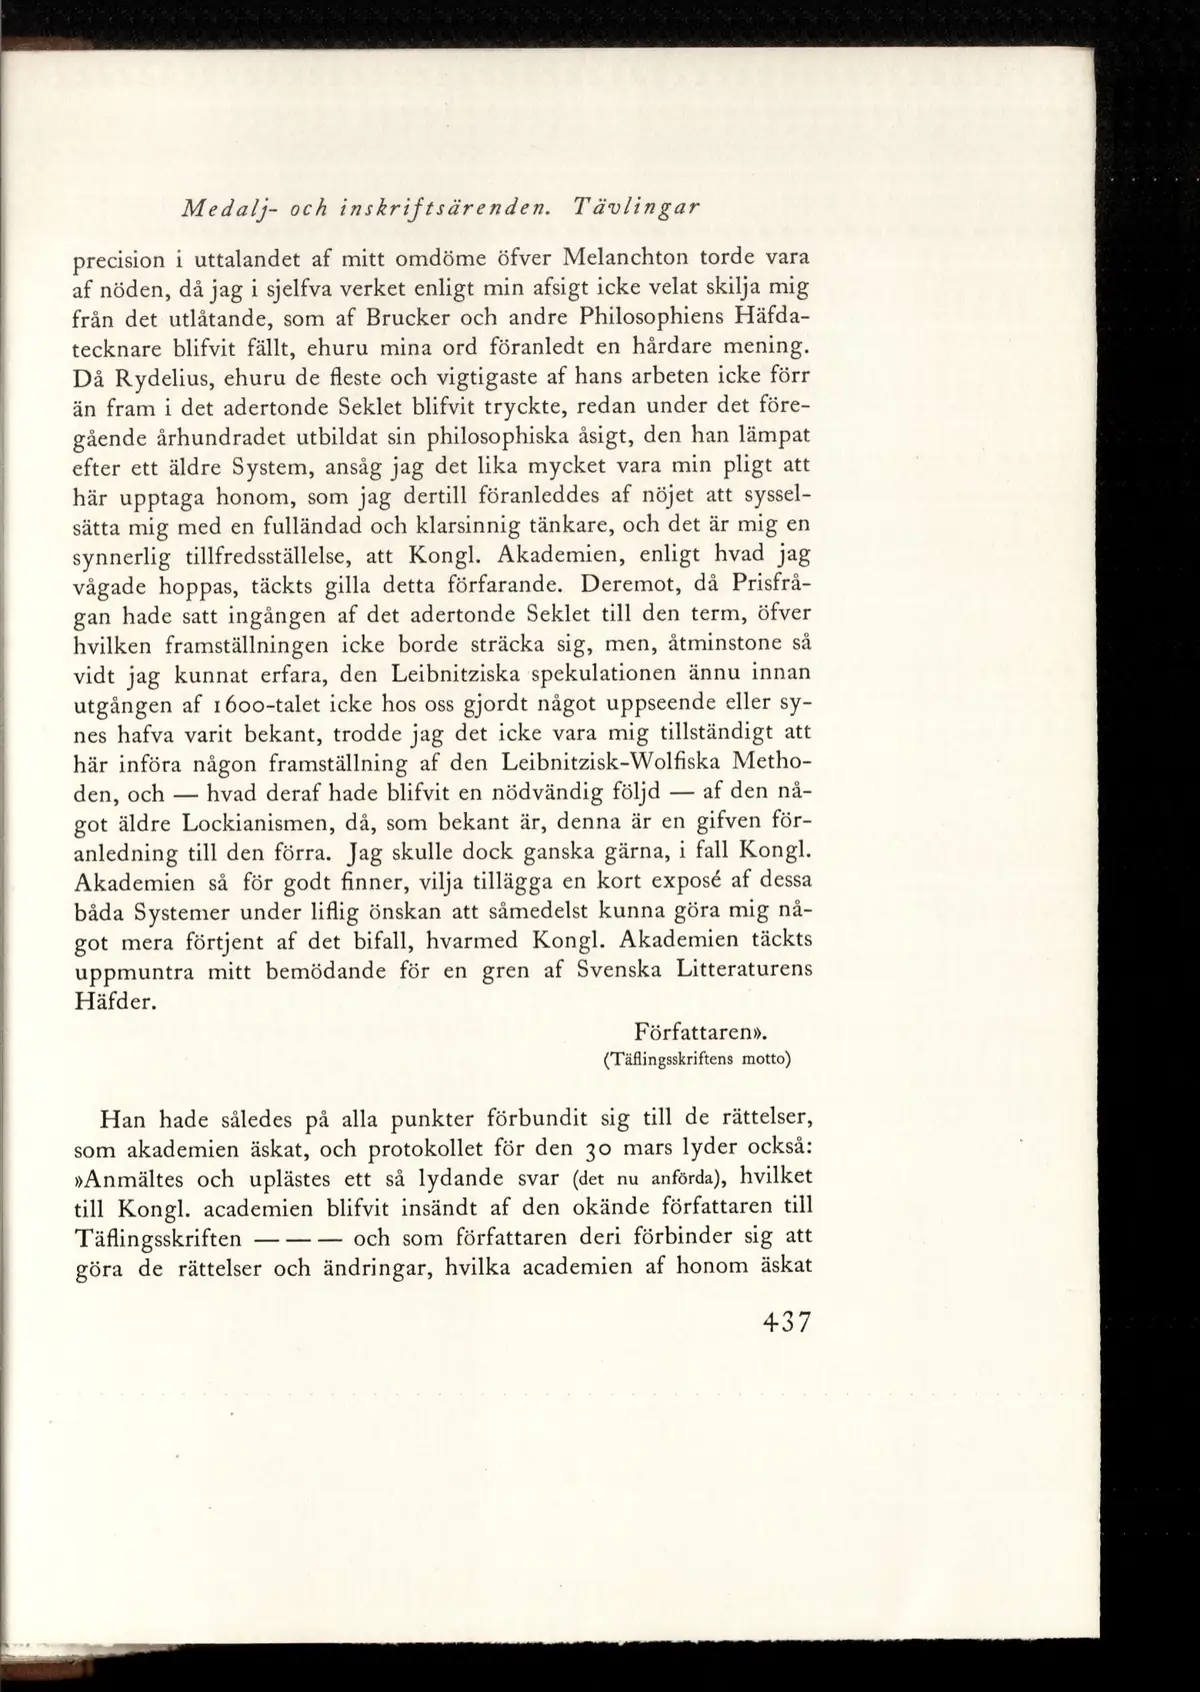 Medalj- och inskriftsärenden. Tävlingar
precision i uttalandet af mitt omdöme öfver Melanchton torde vara
af nöden, då jag i sjelfva verket enligt min afsigt icke velat skilja mig
från det utlåtande, som af Brucker och andre Philosophiens Häfda-
tecknare blifvit fällt, ehuru mina ord föranledt en hårdare mening.
Då Rydelius, ehuru de fleste och vigtigaste af hans arbeten icke förr
än fram i det adertonde Seklet blifvit tryckte, redan under det före-
gående århundradet utbildat sin philosophiska åsigt, den han lämpat
efter ett äldre System, ansåg jag det lika mycket vara min pligt att
här upptaga honom, som jag dertill föranleddes af nöjet att syssel-
sätta mig med en fulländad och klarsinnig tänkare, och det är mig en
synnerlig tillfredsställelse, att Kongl. Akademien, enligt hvad jag
vågade hoppas, täckts gilla detta förfarande. Deremot, då Prisfrå-
gan hade satt ingången af det adertonde Seklet till den term, öfver
hvilken framställningen icke borde sträcka sig, men, åtminstone så
vidt jag kunnat erfara, den Leibnitziska spekulationen ännu innan
utgången af 1600-talet icke hos oss gjordt något uppseende eller sy-
nes hafva varit bekant, trodde jag det icke vara mig tillständigt att
här införa någon framställning af den Leibnitzisk-Wolfiska Metho-
den, och — hvad deraf hade blifvit en nödvändig följd — af den nå-
got äldre Lockianismen, då, som bekant är, denna är en gifven för-
anledning till den förra. Jag skulle dock ganska gärna, i fall Kongl.
Akademien så för godt finner, vilja tillägga en kort exposé af dessa
båda Systemer under liflig önskan att såmedelst kunna göra mig nå-
got mera förtjent af det bifall, hvarmed Kongl. Akademien täckts
uppmuntra mitt bemödande för en gren af Svenska Litteraturens
Häfder.
Författaren».
(Täflingsskriftens motto)
Han hade således på alla punkter förbundit sig till de rättelser,
som akademien äskat, och protokollet för den 30 mars lyder också:
»Anmältes och uplästes ett så lydande svar (det nu anförda), hvilket
till Kongl. academien blifvit insändt af den okände författaren till
Täflingsskriften — — — och som författaren deri förbinder sig att
göra de rättelser och ändringar, hvilka academien af honom äskat
437